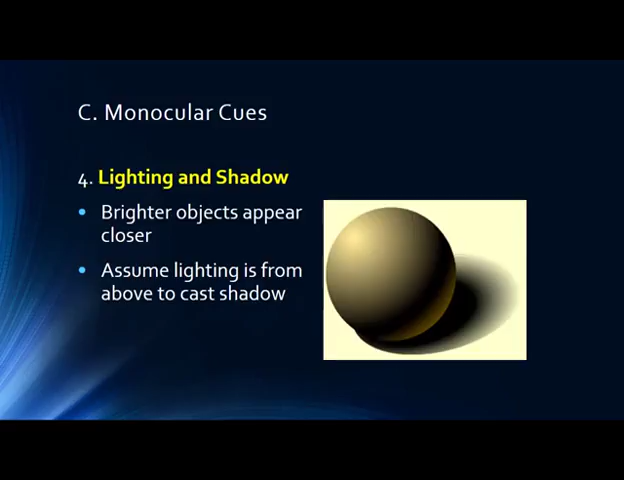 C. Monocular Cues
4. Lighting and Shadow
• Brighter objects appear
closer
• Assume lighting is from
above to cast shadow